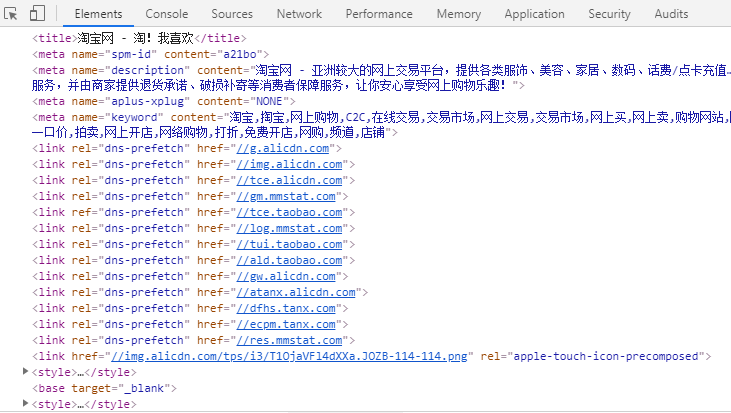 Elements Console Sources Network Performance Memory Application Security Audits
<title>淘宝网 - 淘！我喜欢</title>
<meta name="spm-id" content="a21bo">
<meta name="description" content="淘宝网 - 亚洲较大的网上交易平台，提供各类服饰、美容、家居、数码、话费/点卡充值…
服务，并由商家提供退货承诺、破损补寄等消费者保障服务，让你安心享受网上购物乐趣！">
<meta name="aplus-xplug" content="NONE">
<meta name="keyword" content="淘宝,掏宝,网上购物,C2C,在线交易,交易市场,网上交易,交易市场,网上买,网上卖,购物网站,
一口价,拍卖,网上开店,网络购物,打折,免费开店,网购,频道,店铺">
<link rel="dns-prefetch" href="//g.alicdn.com">
<link rel="dns-prefetch" href="//img.alicdn.com">
<link rel="dns-prefetch" href="//tce.alicdn.com">
<link rel="dns-prefetch" href="//gm.mmstat.com">
<link ref="dns-prefetch" href="//tce.taobao.com">
<link rel="dns-prefetch" href="//log.mmstat.com">
<link rel="dns-prefetch" href="//tui.taobao.com">
<link rel="dns-prefetch" href="//ald.taobao.com">
<link rel="dns-prefetch" href="//gw.alicdn.com">
<link rel="dns-prefetch" href="//atanx.alicdn.com">
<link rel="dns-prefetch" href="//dfhs.tanx.com">
<link rel="dns-prefetch" href="//ecpm.tanx.com">
<link rel="dns-prefetch" href="//res.mmstat.com">
<link href="//img.alicdn.com/tps/i3/T1OjaVFl4dXXa.JOZB-114-114.png" rel="apple-touch-icon-precomposed">
<style>…</style>
<base target="_blank">
<style>…</style>